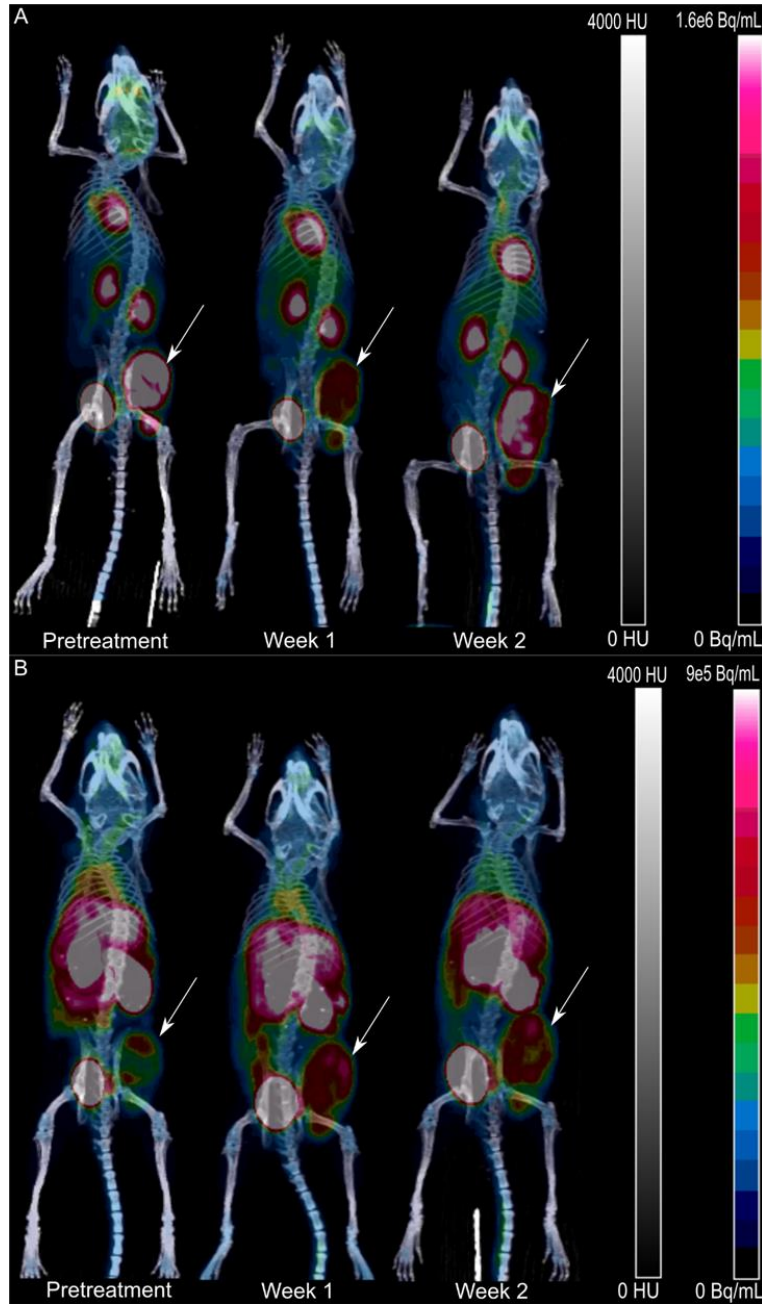 A
4000 HU
1.6e6 Bq/mL
Pretreatment
Week 1
Week 2
0 HU
0 Bq/mL
B
4000 HU
9e5 Bq/mL
Pretreatment
Week 1
Week 2
0 HU
0 Bq/mL